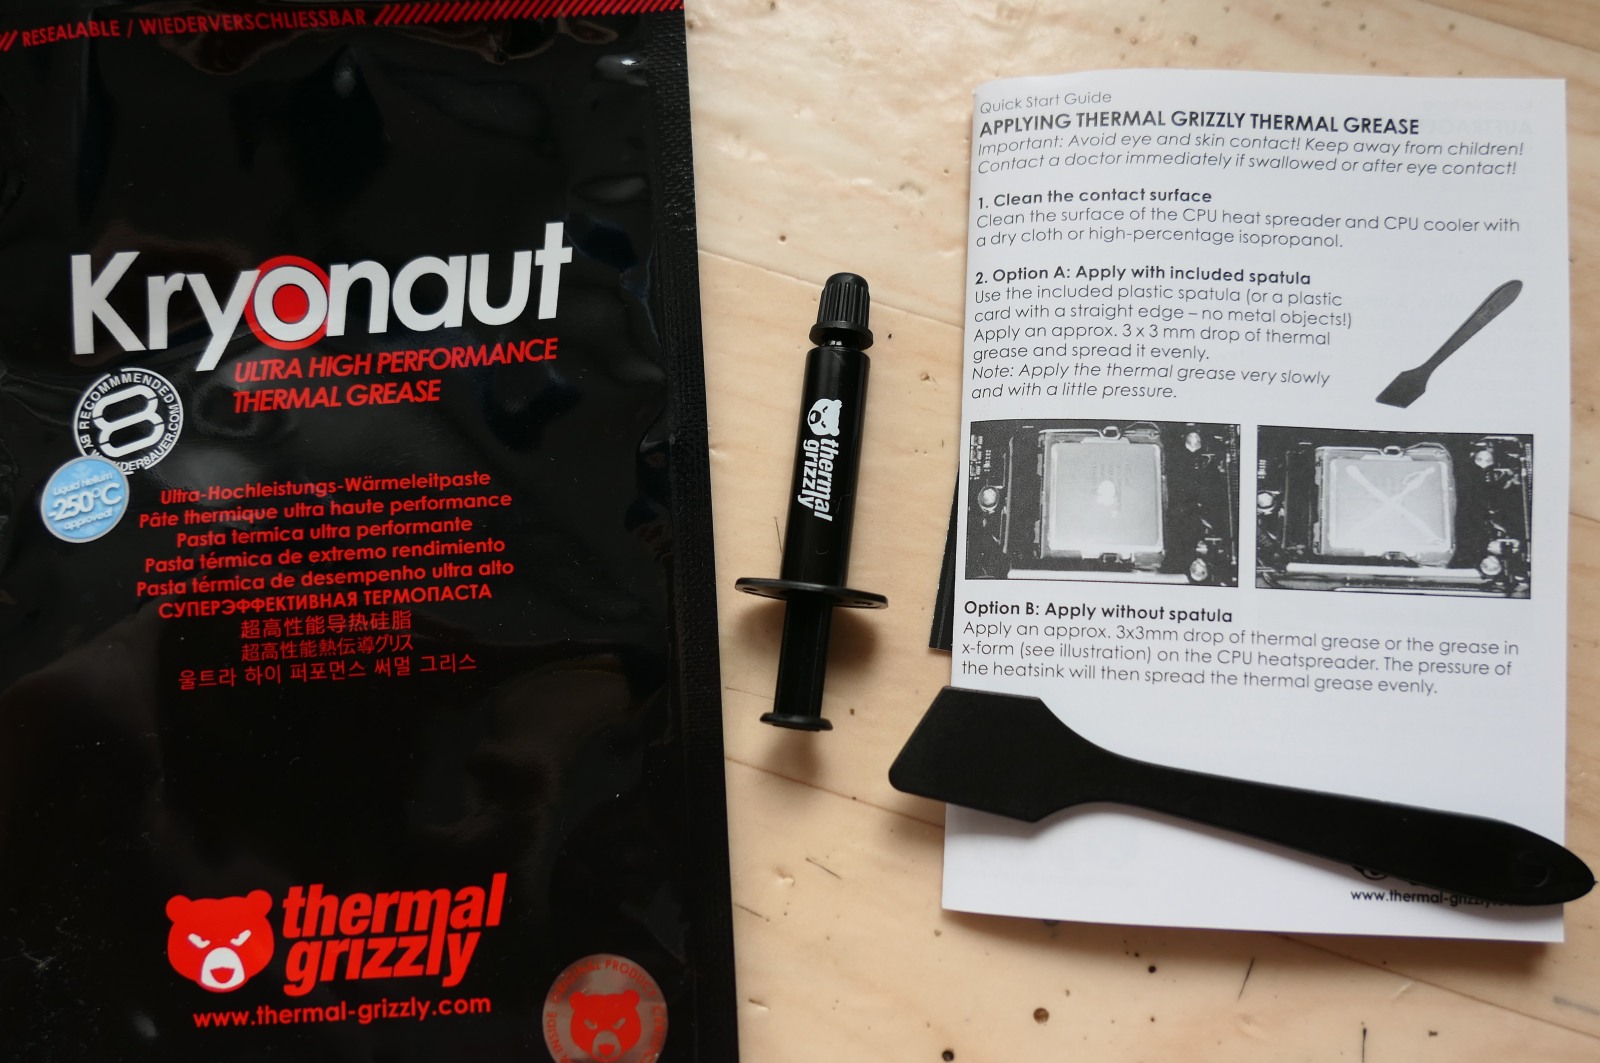 /// RESEALABLE / WIEDERVERSCHLIESSBAR
Kryonaut
ULTRA HIGH PERFORMANCE
THERMAL GREASE
BY RECOMMMENDED
8
Liquid Helium
-250°C
approved!
Ultra-Hochleistungs-Wärmeleitpaste
Pâte thermique ultra haute performance
Pasta termica ultra performante
Pasta térmica de extremo rendimiento
Pasta térmica de desempenho ultra alto
СУПЕРЭФФЕКТИВНАЯ ТЕРМОПАСТА
超高性能导热硅脂
超高性能熱伝導グリス
울트라 하이 퍼포먼스 써멀 그리스
thermal
grizzly
www.thermal-grizzly.com
ORIGINAL PRODUCT
INSIDE
thermal
grizzly
Quick Start Guide
APPLYING THERMAL GRIZZLY THERMAL GREASE
Important: Avoid eye and skin contact! Keep away from children!
Contact a doctor immediately if swallowed or after eye contact!
1. Clean the contact surface
Clean the surface of the CPU heat spreader and CPU cooler with
a dry cloth or high-percentage isopropanol.
2. Option A: Apply with included spatula
Use the included plastic spatula (or a plastic
card with a straight edge – no metal objects!)
Apply an approx. 3 x 3 mm drop of thermal
grease and spread it evenly.
Note: Apply the thermal grease very slowly
and with a little pressure.
Option B: Apply without spatula
Apply an approx. 3x3mm drop of thermal grease or the grease in
x-form (see illustration) on the CPU heatspreader. The pressure of
the heatsink will then spread the thermal grease evenly.
www.thermal-grizzly.